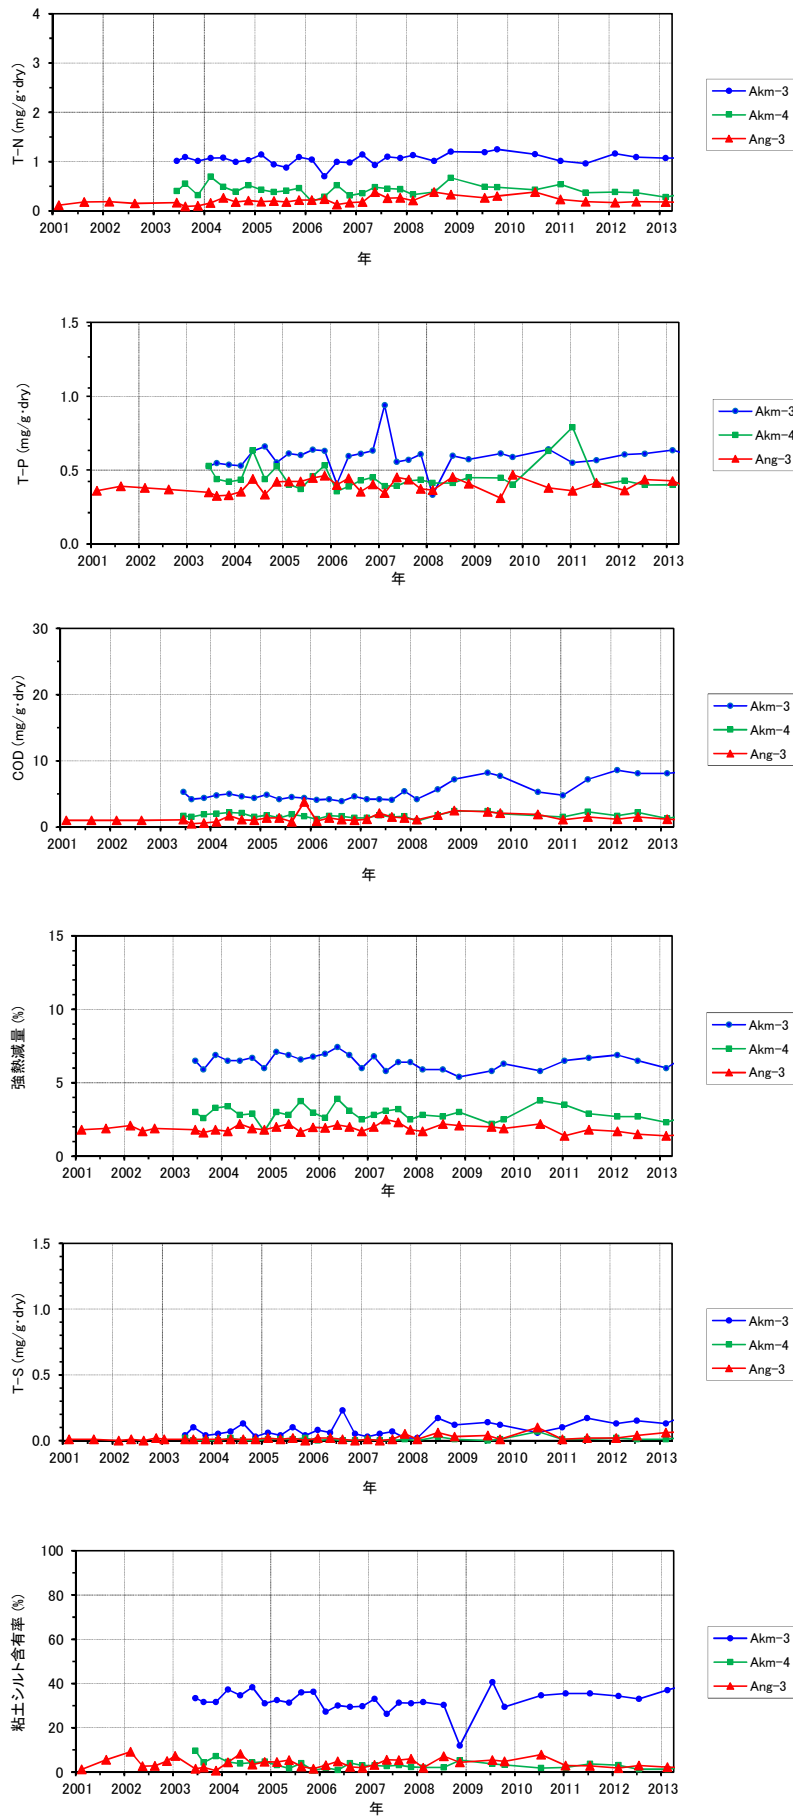 T-N (mg/g･dry)
4
3
2
1
0
2001 2002 2003 2004 2005 2006 2007 2008 2009 2010 2011 2012 2013
年
Akm-3
Akm-4
Ang-3
T-P (mg/g･dry)
1.5
1.0
0.5
0.0
2001 2002 2003 2004 2005 2006 2007 2008 2009 2010 2011 2012 2013
年
Akm-3
Akm-4
Ang-3
COD (mg/g･dry)
30
20
10
0
2001 2002 2003 2004 2005 2006 2007 2008 2009 2010 2011 2012 2013
年
Akm-3
Akm-4
Ang-3
強熱減量 (%)
15
10
5
0
2001 2002 2003 2004 2005 2006 2007 2008 2009 2010 2011 2012 2013
年
Akm-3
Akm-4
Ang-3
T-S (mg/g･dry)
1.5
1.0
0.5
0.0
2001 2002 2003 2004 2005 2006 2007 2008 2009 2010 2011 2012 2013
年
Akm-3
Akm-4
Ang-3
粘土シルト含有率 (%)
100
80
60
40
20
0
2001 2002 2003 2004 2005 2006 2007 2008 2009 2010 2011 2012 2013
年
Akm-3
Akm-4
Ang-3